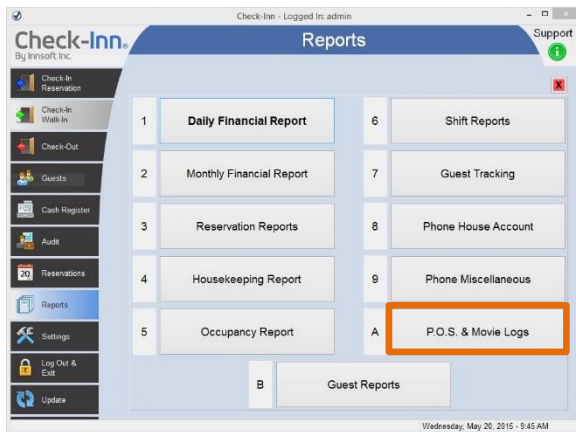 Check-Inn - Logged In: admin
Check-Inn®
By Innsoft Inc.
Reports
Support
X
Check-In
Reservation
Check-In
Walk-In
Check-Out
Guests
Cash Register
Audit
20
Reservations
Reports
Settings
Log Out &
Exit
Update
1 Daily Financial Report
6 Shift Reports
2 Monthly Financial Report
7 Guest Tracking
3 Reservation Reports
8 Phone House Account
4 Housekeeping Report
9 Phone Miscellaneous
5 Occupancy Report
A P.O.S. & Movie Logs
B Guest Reports
Wednesday, May 20, 2015 - 9:45 AM